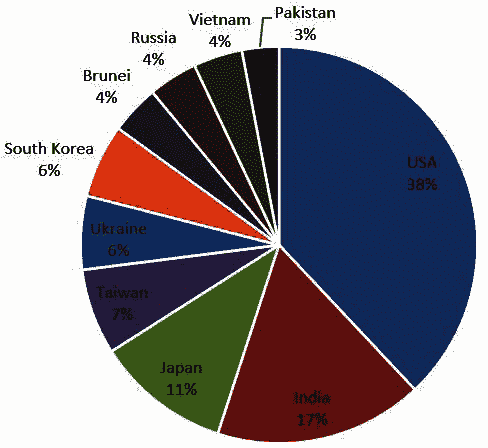 Pakistan
3%
Vietnam
4%
Russia
4%
Brunei
4%
South Korea
6%
Ukraine
6%
Taiwan
7%
Japan
11%
India
17%
USA
38%